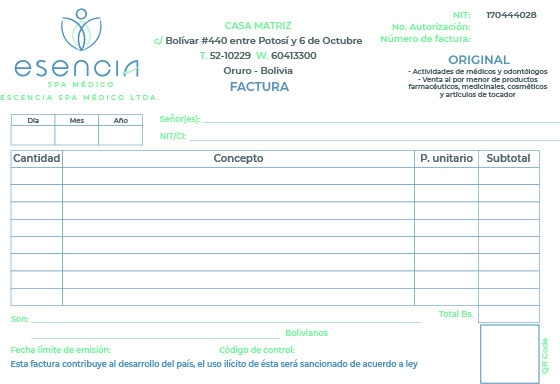 esencia
SPA MÉDICO
ESCENCIA SPA MÉDICO LTDA.
CASA MATRIZ
c/ Bolívar #440 entre Potosí y 6 de Octubre
T. 52-10229 W. 60413300
Oruro - Bolivia
FACTURA
NIT: 170444028
No. Autorización:
Número de factura:
ORIGINAL
- Actividades de médicos y odontólogos
- Venta al por menor de productos
farmacéuticos, medicinales, cosméticos
y artículos de tocador
Día Mes Año
Señor(es):
NIT/CI:
Cantidad Concepto P. unitario Subtotal
Total Bs.
Son:
Bolivianos
Fecha límite de emisión: Código de control:
Esta factura contribuye al desarrollo del país, el uso ilícito de ésta será sancionado de acuerdo a ley
QR Code